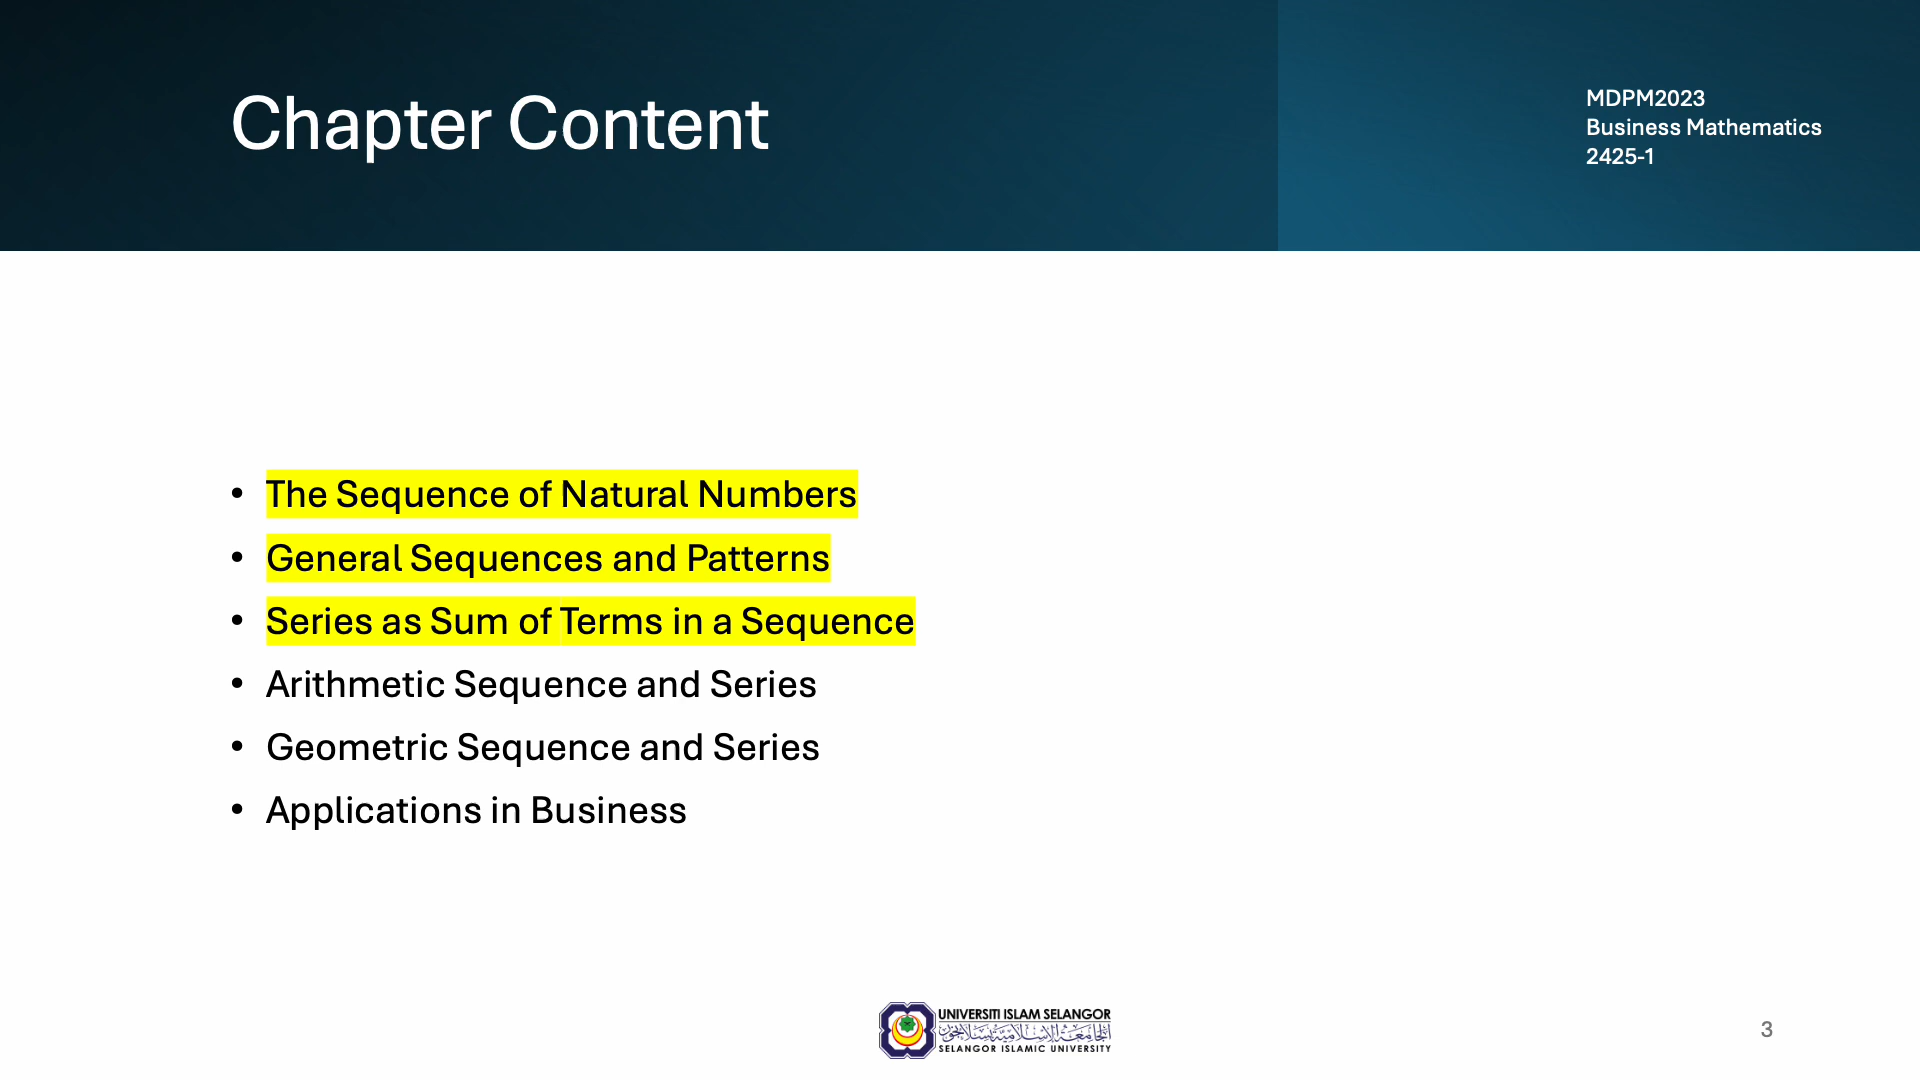 Chapter Content
MDPM2023
Business Mathematics
2425-1
• The Sequence of Natural Numbers
• General Sequences and Patterns
• Series as Sum of Terms in a Sequence
• Arithmetic Sequence and Series
• Geometric Sequence and Series
• Applications in Business
UNIVERSITI ISLAM SELANGOR
SELANGOR ISLAMIC UNIVERSITY
3